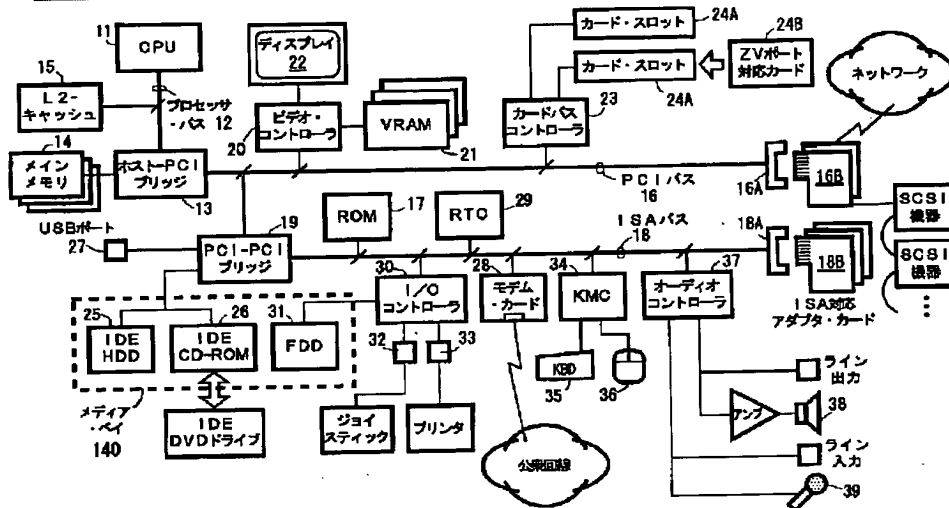 11
CPU
15
L2-
キャッシュ
プロセッサ
・バス 12
14
メイン
メモリ
ホスト-PCI
ブリッジ
13
ディスプレイ
22
20
ビデオ・
コントローラ
VRAM
21
カード・スロット
24A
カード・スロット
24A
24B
ZVポート
対応カード
23
カードバス
コントローラ
ネットワーク
PCIバス
16
16A
16B
SCSI
機器
SCSI
機器
USBポート
27
19
PCI-PCI
ブリッジ
ROM
17
RTC
29
ISAバス
18
18A
18B
ISA対応
アダプタ・カード
30
I/O
コントローラ
28
モデム
・カード
34
KMC
37
オーディオ
コントローラ
25
IDE
HDD
26
IDE
CD-ROM
31
FDD
32
33
KBD
35
36
メディア
・ベイ
140
IDE
DVDドライブ
ジョイ
スティック
プリンタ
公衆回線
ライン
出力
アンプ
38
ライン
入力
39